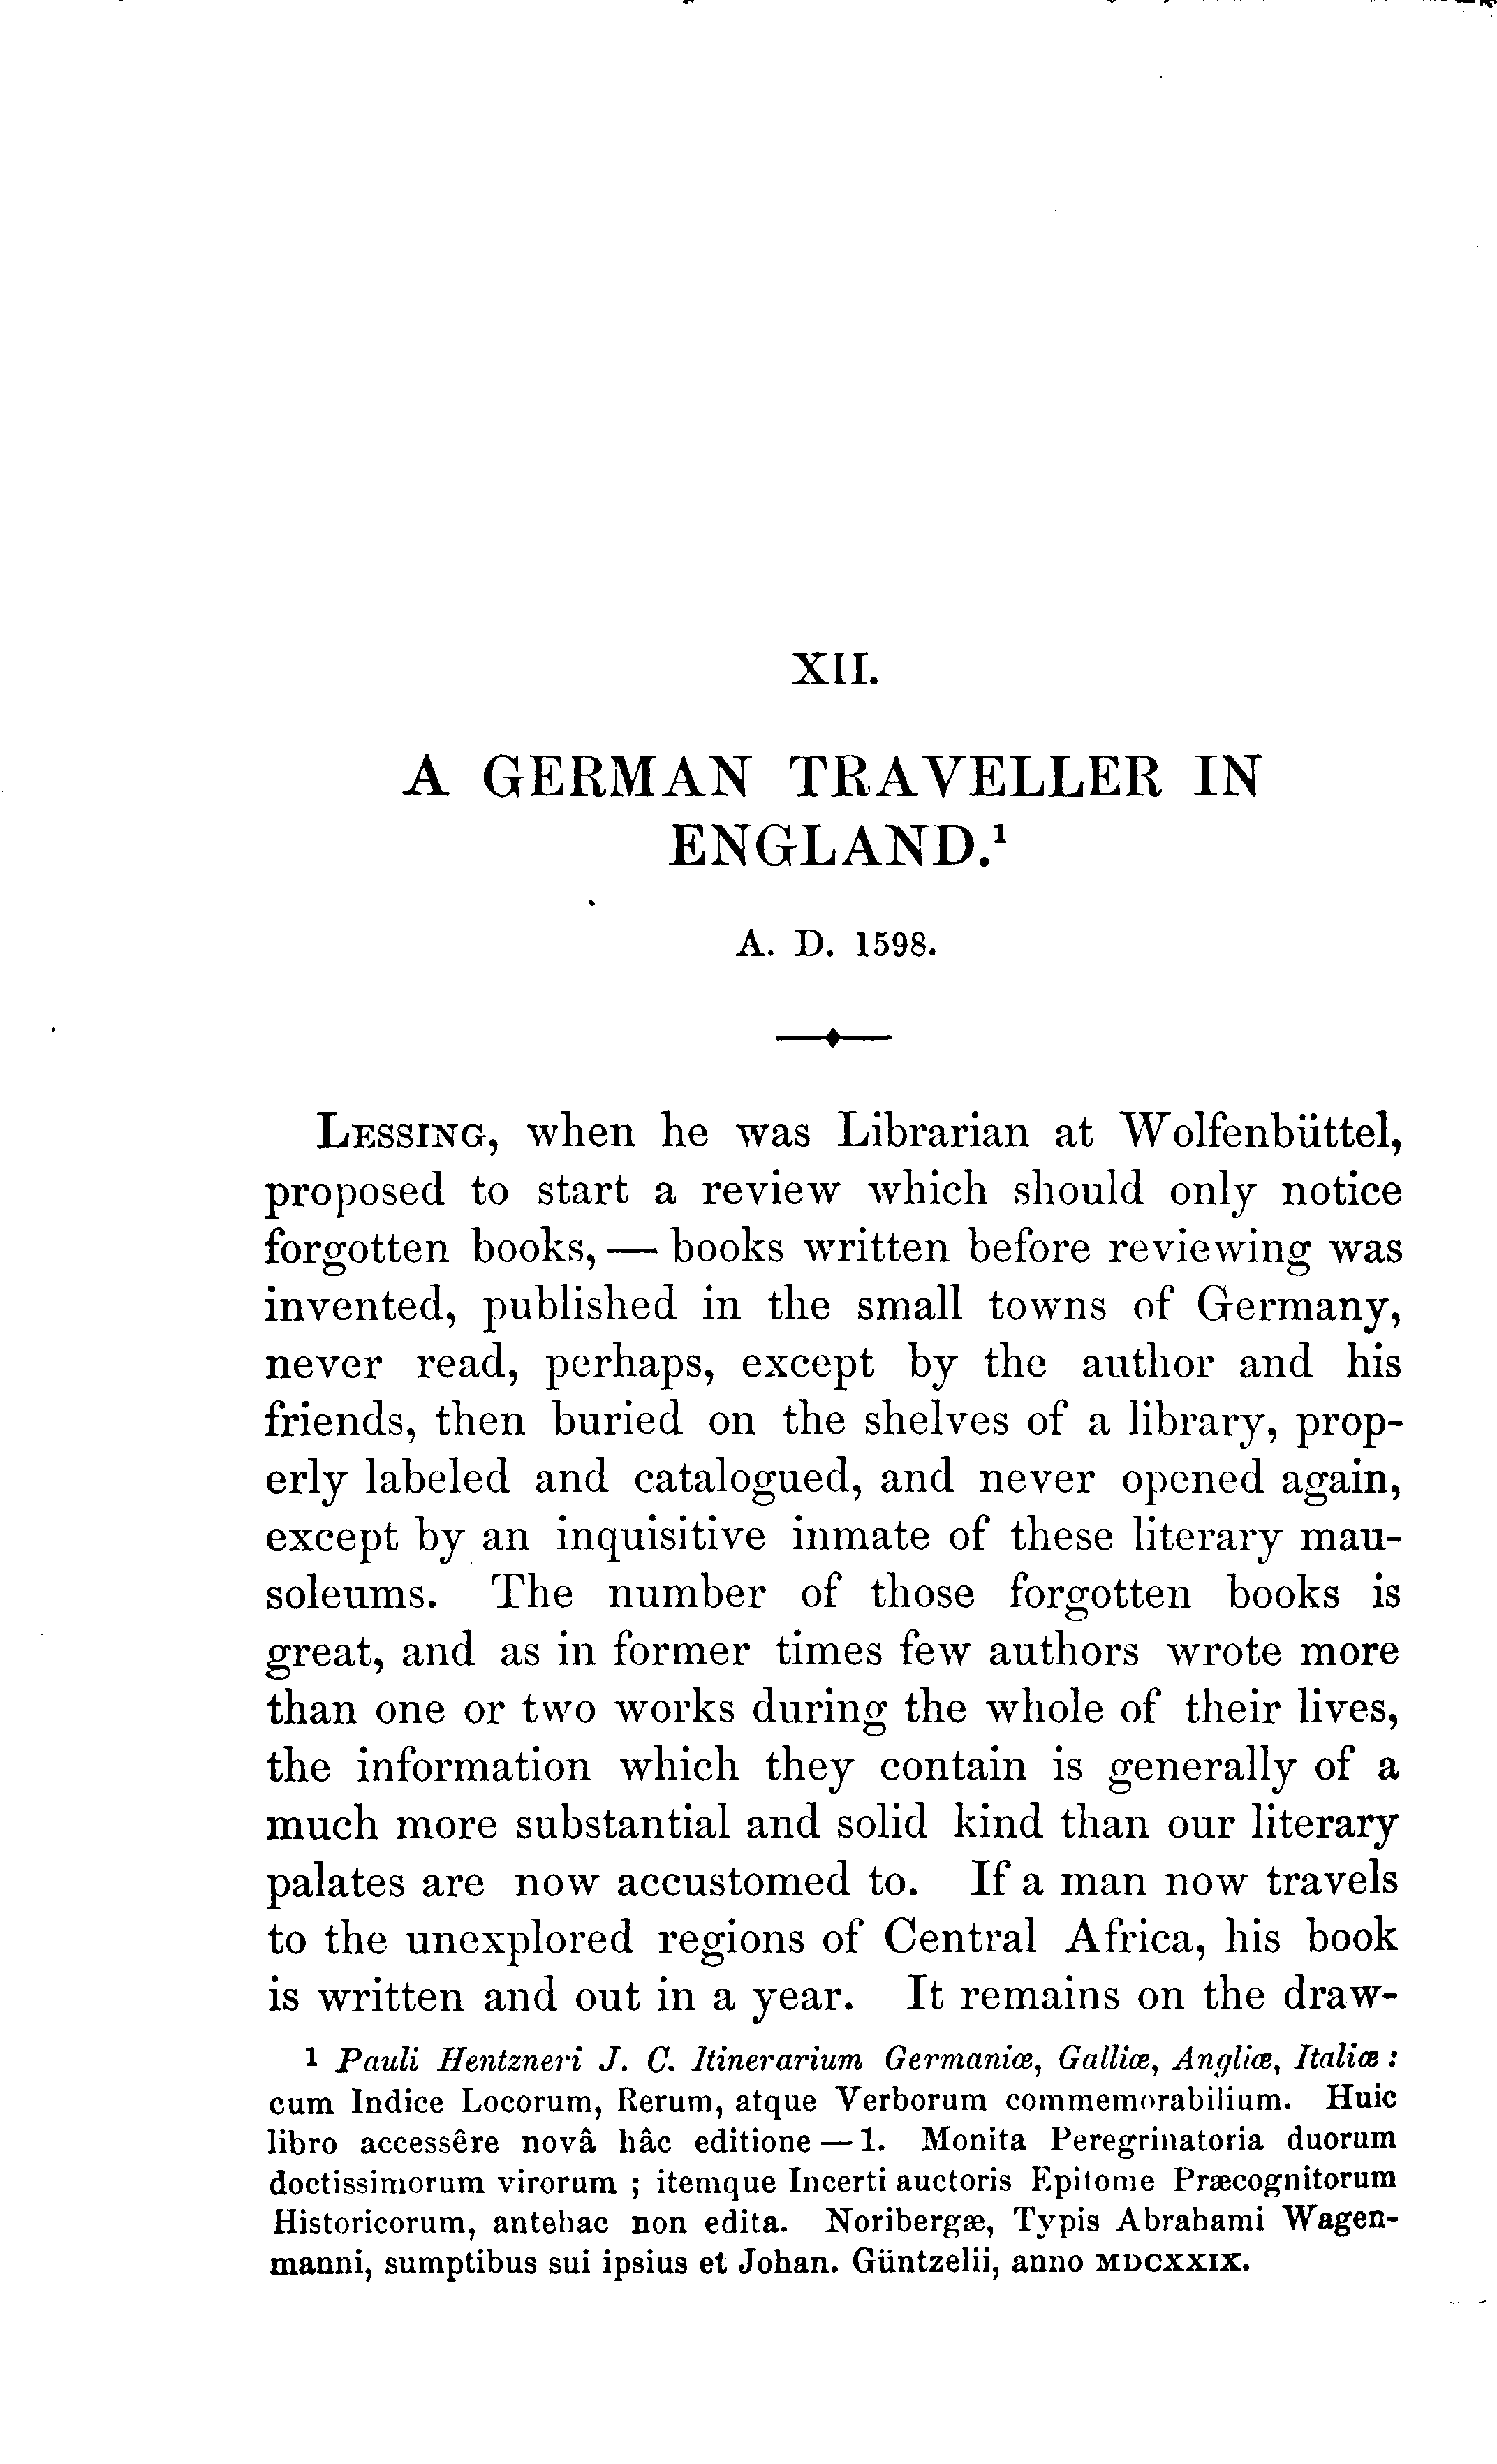 XII.
A GERMAN TRAVELLER IN
ENGLAND.¹
A. D. 1598.
LESSING, when he was Librarian at Wolfenbüttel,
proposed to start a review which should only notice
forgotten books, — books written before reviewing was
invented, published in the small towns of Germany,
never read, perhaps, except by the author and his
friends, then buried on the shelves of a library, prop-
erly labeled and catalogued, and never opened again,
except by an inquisitive inmate of these literary mau-
soleums. The number of those forgotten books is
great, and as in former times few authors wrote more
than one or two works during the whole of their lives,
the information which they contain is generally of a
much more substantial and solid kind than our literary
palates are now accustomed to. If a man now travels
to the unexplored regions of Central Africa, his book
is written and out in a year. It remains on the draw-
1 Pauli Hentzneri J. C. Itinerarium Germaniæ, Galliæ, Angliæ, Italiæ :
cum Indice Locorum, Rerum, atque Verborum commemorabilium. Huic
libro accessêre novâ hâc editione — 1. Monita Peregrinatoria duorum
doctissimorum virorum ; itemque Incerti auctoris Epitome Præcognitorum
Historicorum, antehac non edita. Noribergæ, Typis Abrahami Wagen-
manni, sumptibus sui ipsius et Johan. Güntzelii, anno MDCXXIX.